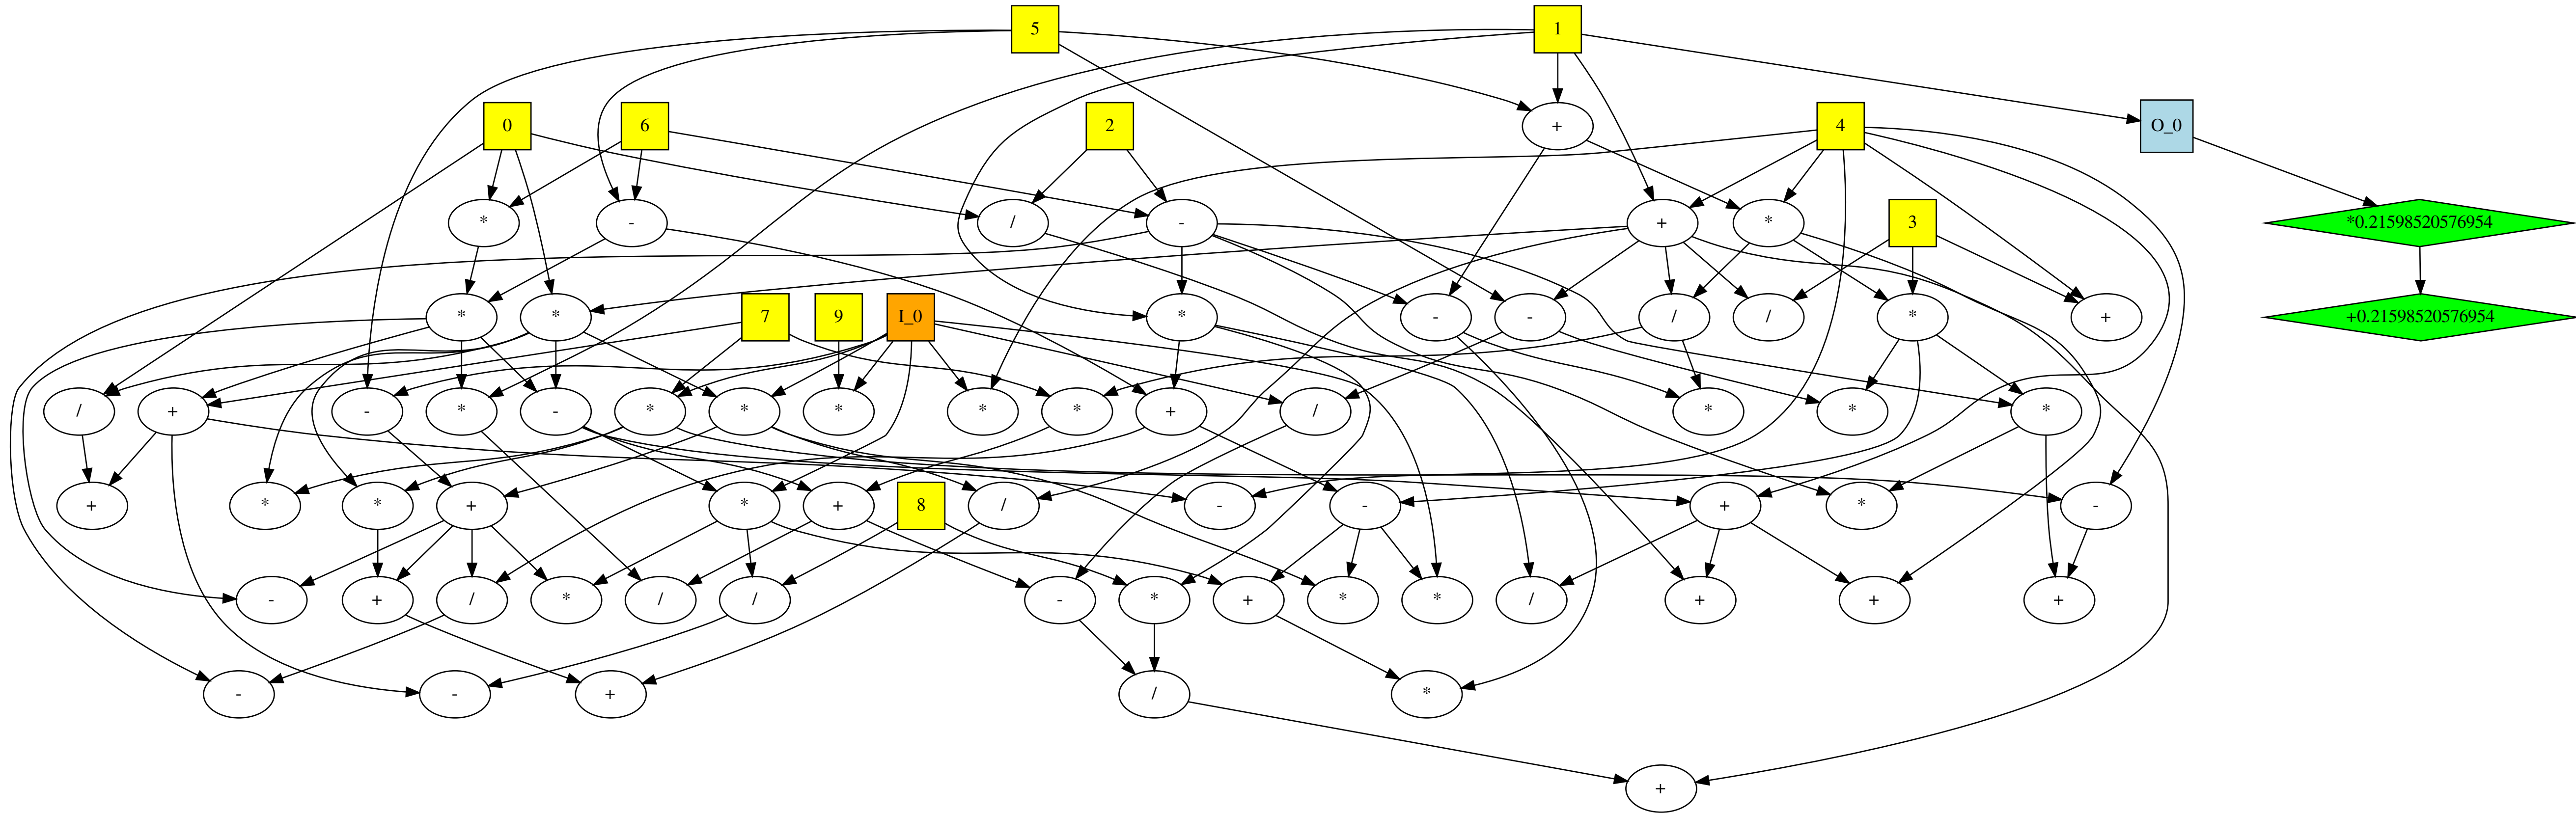 5 1
0 6 2 + 4 O_0
* - / - + * 3 *0.21598520576954
* * 7 9 I_0 * - - / / * + +0.21598520576954
/ + - * - * * * * * + / * * *
+ * * + * + 8 / - - + * -
- + / * / / - * + * * / + + +
- - + / *
+